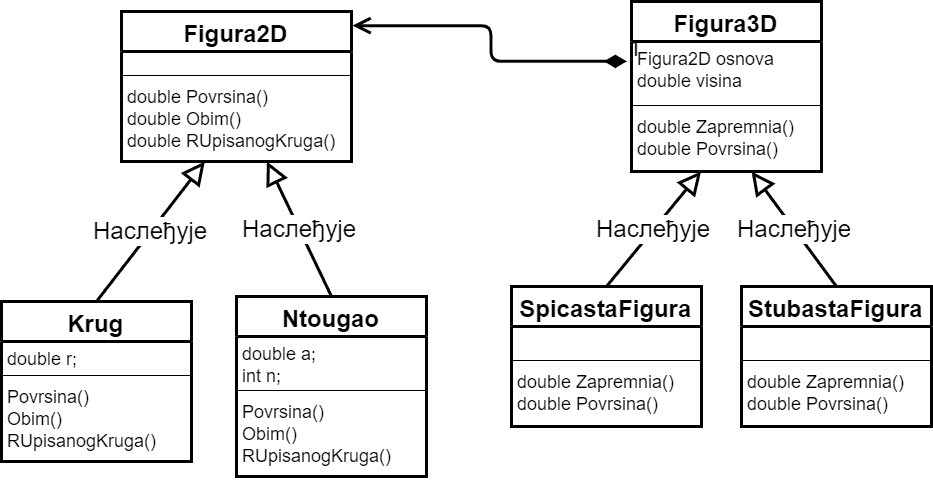 Figura2D
double Povrsina()
double Obim()
double RUpisanogKruga()
Figura3D
Figura2D osnova
double visina
double Zapremnia()
double Povrsina()
Наслеђује
Наслеђује
Наслеђује
Наслеђује
Krug
double r;
Povrsina()
Obim()
RUpisanogKruga()
Ntougao
double a;
int n;
Povrsina()
Obim()
RUpisanogKruga()
SpicastaFigura
double Zapremnia()
double Povrsina()
StubastaFigura
double Zapremnia()
double Povrsina()